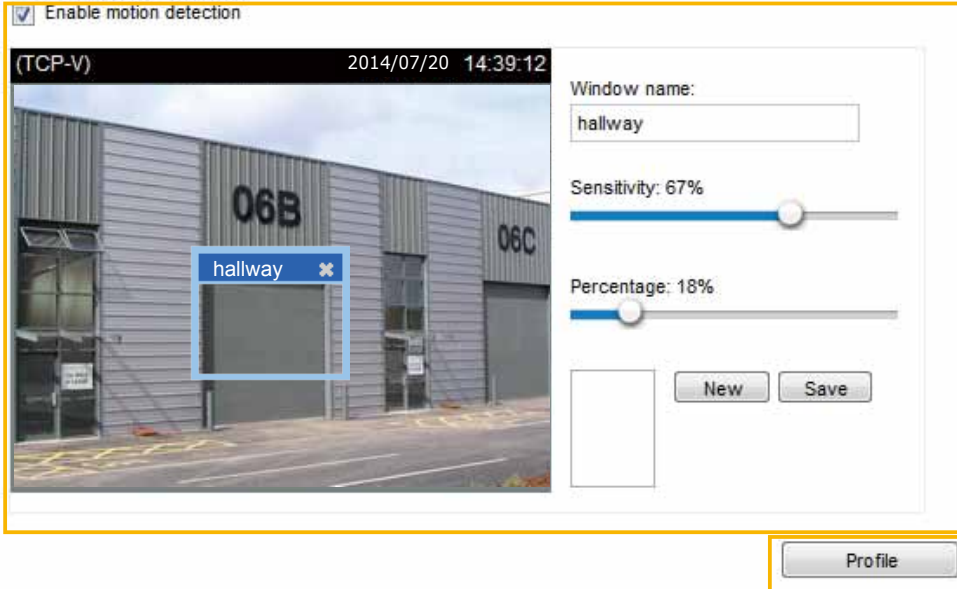 Enable motion detection
(TCP-V) 2014/07/20 14:39:12
Window name:
hallway
06B
Sensitivity: 67%
06C
hallway
Percentage: 18%
New Save
Profile